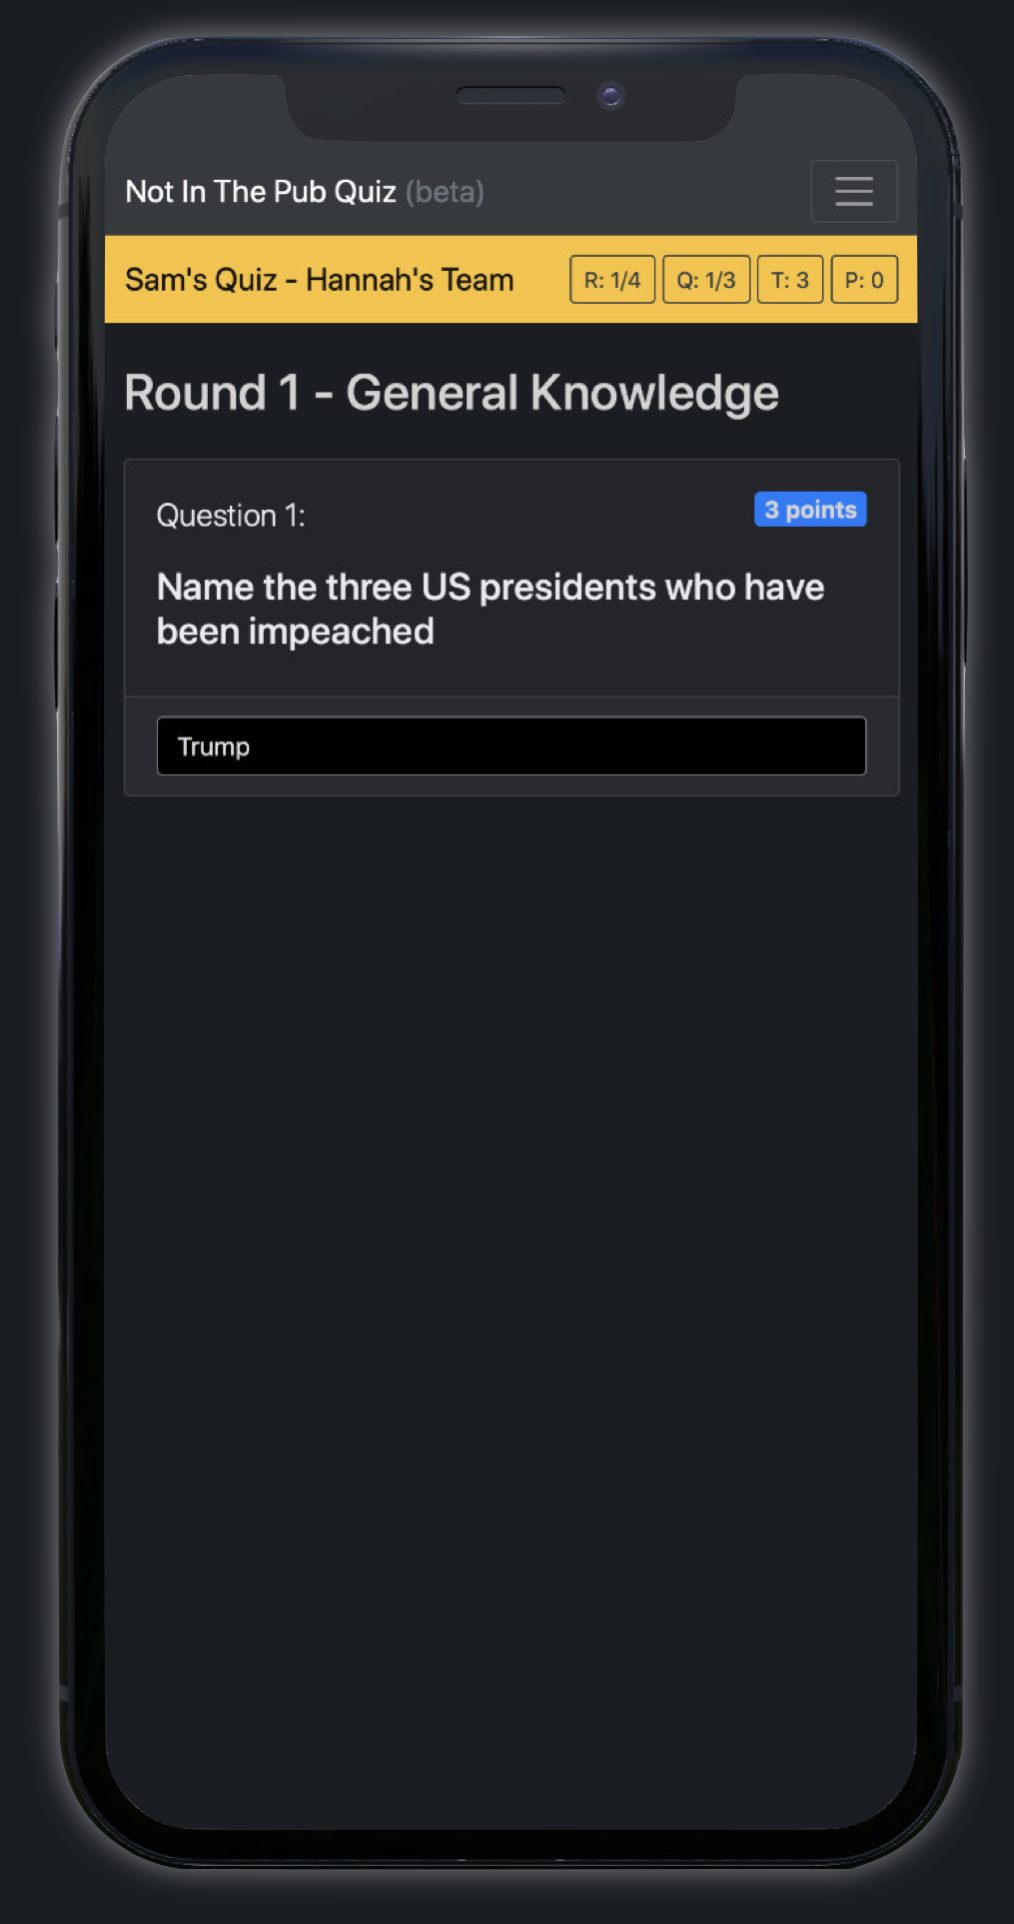 Not In The Pub Quiz (beta)
Sam's Quiz - Hannah's Team R: 1/4 Q: 1/3 T: 3 P: 0
Round 1 - General Knowledge
Question 1: 3 points
Name the three US presidents who have
been impeached
Trump